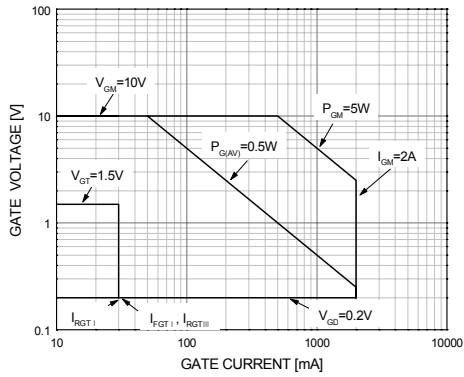 100
V_GM=10V
10
P_GM=5W
I_GM=2A
P_G(AV)=0.5W
V_GT=1.5V
1
I_RGT I
I_FGT I , I_RGT III
V_GD=0.2V
0.1
10 100 1000 10000
GATE CURRENT [mA]
GATE VOLTAGE [V]